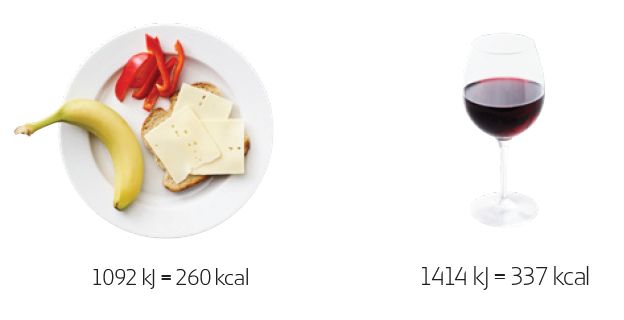 1092 kJ = 260 kcal
1414 kJ = 337 kcal